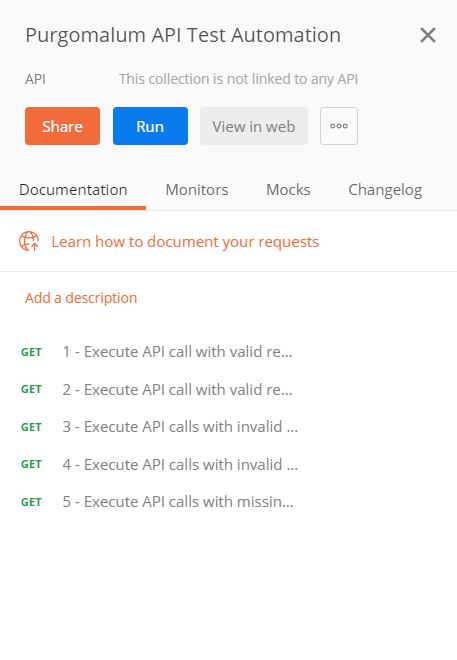 Purgomalum API Test Automation
API This collection is not linked to any API
Share Run View in web
Documentation Monitors Mocks Changelog
Learn how to document your requests
Add a description
GET 1 - Execute API call with valid re...
GET 2 - Execute API call with valid re...
GET 3 - Execute API calls with invalid ...
GET 4 - Execute API calls with invalid ...
GET 5 - Execute API calls with missin...